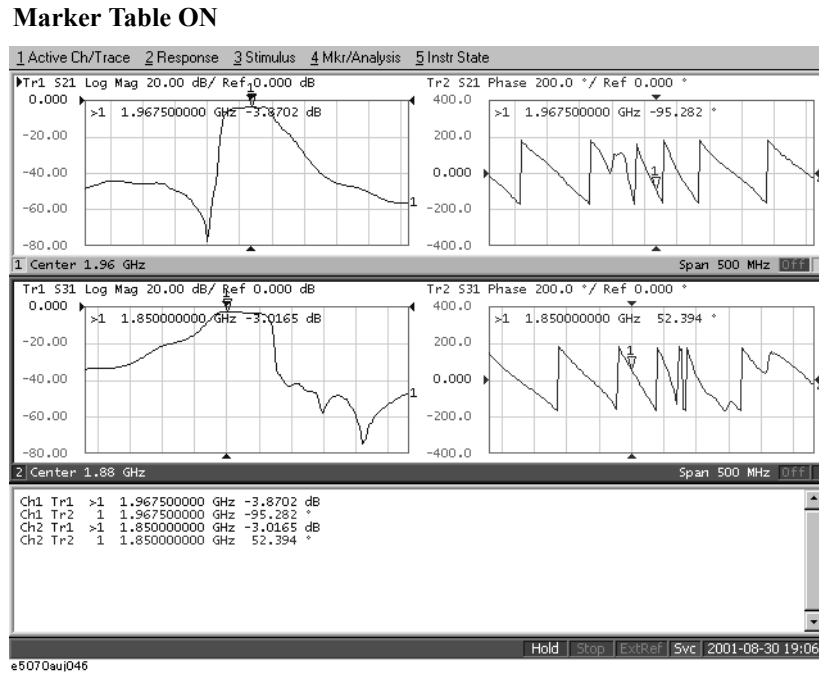 Marker Table ON
1 Active Ch/Trace 2 Response 3 Stimulus 4 Mkr/Analysis 5 Instr State
Tr1 S21 Log Mag 20.00 dB/ Ref 0.000 dB
1
0.000
>1 1.967500000 GHz -3.8702 dB
-20.00
-40.00
-60.00
1
-80.00
Tr2 S21 Phase 200.0 °/ Ref 0.000 °
400.0
>1 1.967500000 GHz -95.282 °
200.0
1
0.000
-200.0
-400.0
1 Center 1.96 GHz Span 500 MHz Off
Tr1 S31 Log Mag 20.00 dB/ Ref 0.000 dB
1
0.000
>1 1.850000000 GHz -3.0165 dB
-20.00
-40.00
1
-60.00
-80.00
Tr2 S31 Phase 200.0 °/ Ref 0.000 °
400.0
>1 1.850000000 GHz 52.394 °
200.0
1
0.000
-200.0
-400.0
2 Center 1.88 GHz Span 500 MHz Off
Ch1 Tr1 >1 1.967500000 GHz -3.8702 dB
Ch1 Tr2 1 1.967500000 GHz -95.282 °
Ch2 Tr1 >1 1.850000000 GHz -3.0165 dB
Ch2 Tr2 1 1.850000000 GHz 52.394 °
Hold Stop ExtRef Svc 2001-08-30 19:06
e5070auj046